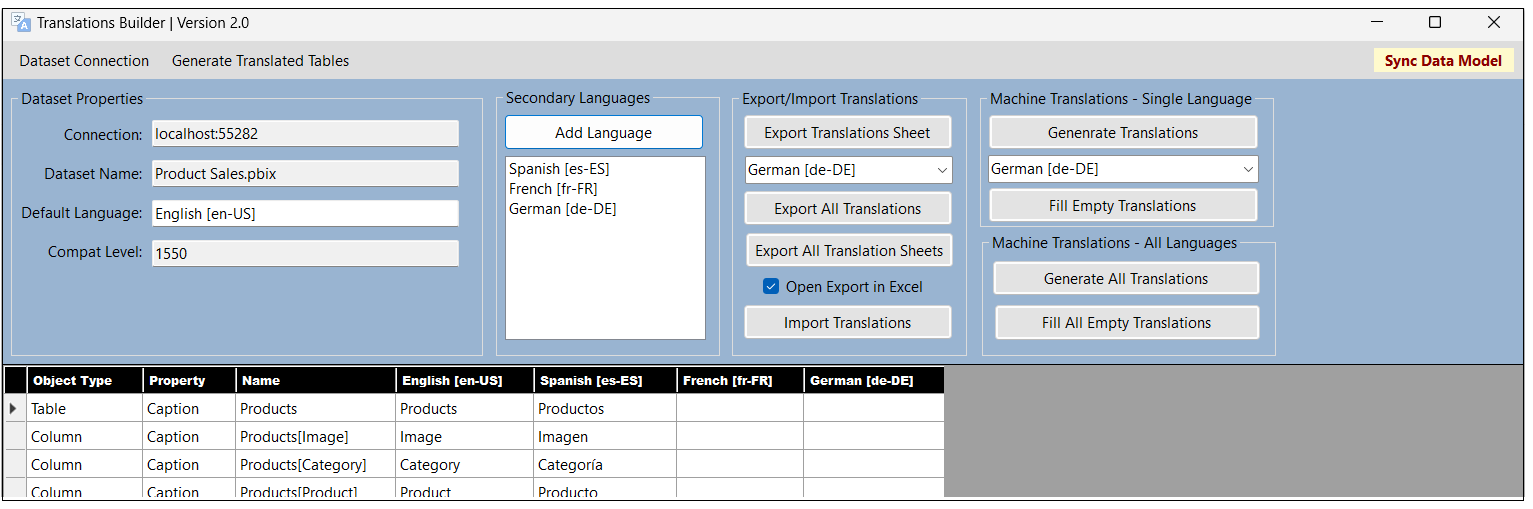 Translations Builder | Version 2.0
Dataset Connection Generate Translated Tables Sync Data Model
Dataset Properties
Connection: localhost:55282
Dataset Name: Product Sales.pbix
Default Language: English [en-US]
Compat Level: 1550
Secondary Languages
Add Language
Spanish [es-ES]
French [fr-FR]
German [de-DE]
Export/Import Translations
Export Translations Sheet
German [de-DE]
Export All Translations
Export All Translation Sheets
Open Export in Excel
Import Translations
Machine Translations - Single Language
Genenrate Translations
German [de-DE]
Fill Empty Translations
Machine Translations - All Languages
Generate All Translations
Fill All Empty Translations
Object Type Property Name English [en-US] Spanish [es-ES] French [fr-FR] German [de-DE]
Table Caption Products Products Productos
Column Caption Products[Image] Image Imagen
Column Caption Products[Category] Category Categoría
Column Caption Products[Product] Product Producto